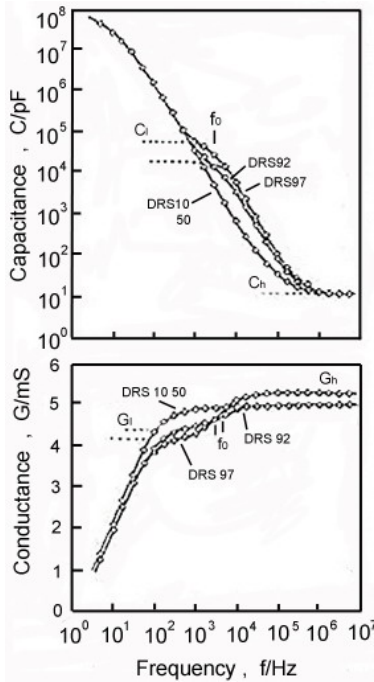 Capacitance , C/pF
10⁸
10⁷
10⁶
10⁵
10⁴
10³
10²
10¹
10⁰
Cₗ
f₀
DRS92
DRS97
DRS10
50
Cₕ
Conductance , G/mS
6
5
4
3
2
1
0
DRS 10 50
Gₕ
Gₗ
f₀
DRS 92
DRS 97
10⁰ 10¹ 10² 10³ 10⁴ 10⁵ 10⁶ 10⁷
Frequency , f/Hz